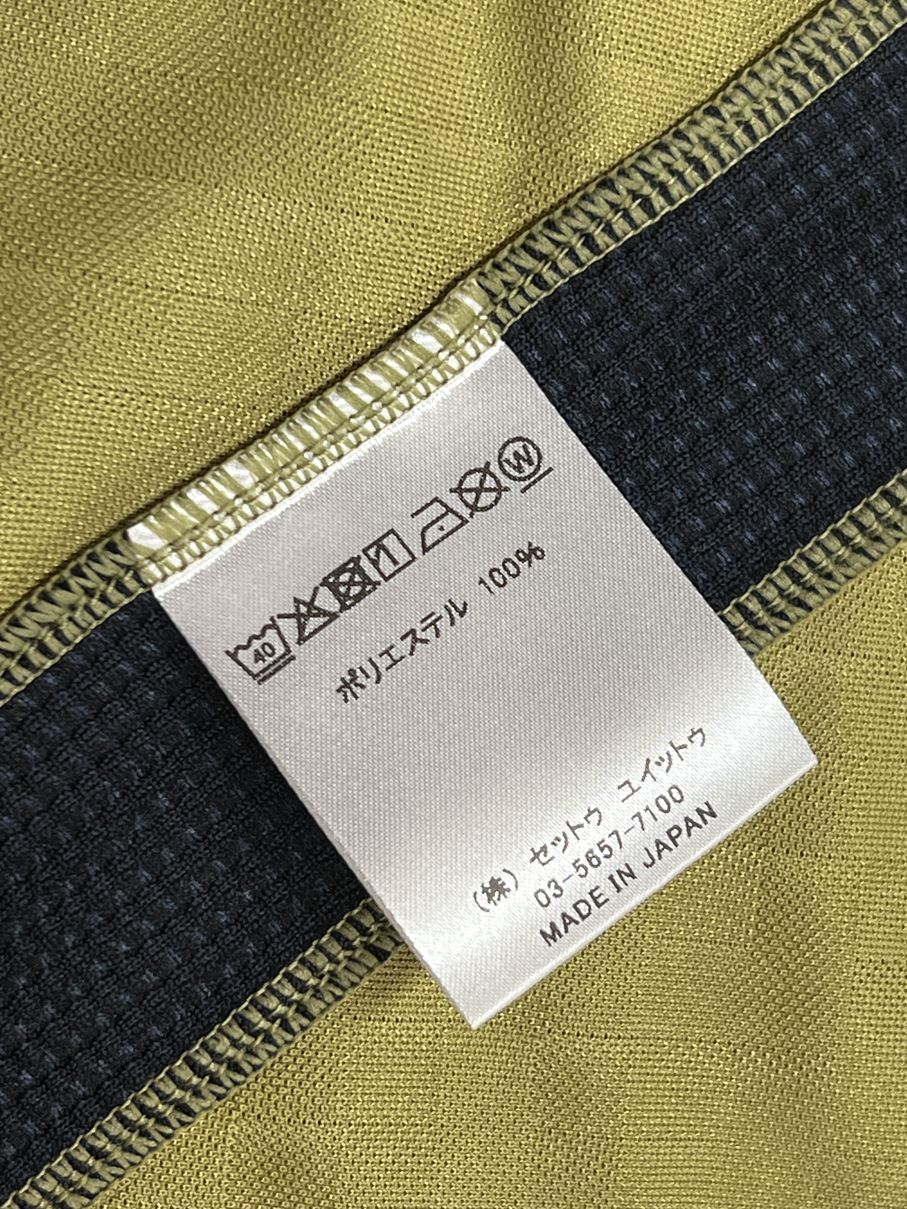 40 W
ポリエステル 100%
(株) セットウ ユイットゥ
03-5657-7100
MADE IN JAPAN